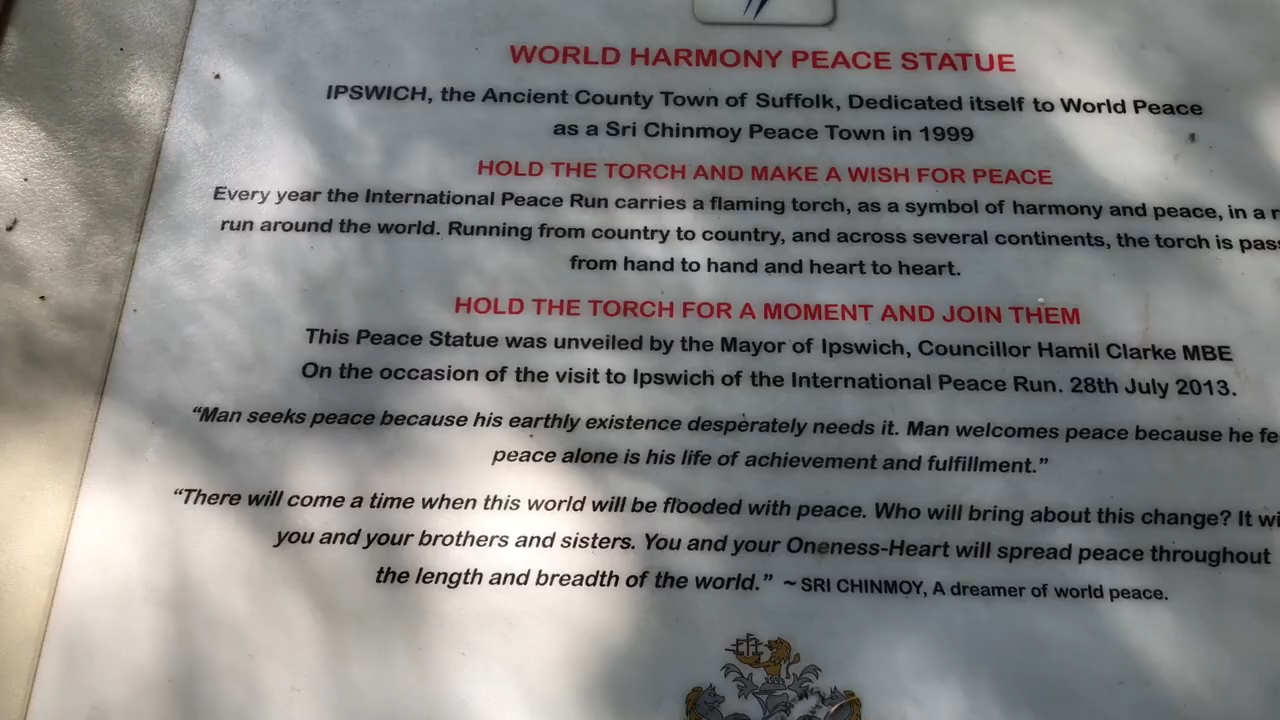 WORLD HARMONY PEACE STATUE
IPSWICH, the Ancient County Town of Suffolk, Dedicated itself to World Peace
as a Sri Chinmoy Peace Town in 1999
HOLD THE TORCH AND MAKE A WISH FOR PEACE
Every year the International Peace Run carries a flaming torch, as a symbol of harmony and peace, in a
run around the world. Running from country to country, and across several continents, the torch is
from hand to hand and heart to heart.
HOLD THE TORCH FOR A MOMENT AND JOIN THEM
This Peace Statue was unveiled by the Mayor of Ipswich, Councillor Hamil Clarke MBE
On the occasion of the visit to Ipswich of the International Peace Run. 28th July 2013.
“Man seeks peace because his earthly existence desperately needs it. Man welcomes peace because he
peace alone is his life of achievement and fulfillment.”
“There will come a time when this world will be flooded with peace. Who will bring about this change? It
you and your brothers and sisters. You and your Oneness-Heart will spread peace throughout
the length and breadth of the world.” ~ SRI CHINMOY, A dreamer of world peace.